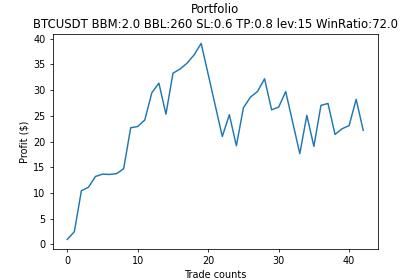 Portfolio
BTCUSDT BBM:2.0 BBL:260 SL:0.6 TP:0.8 lev:15 WinRatio:72.0
40
35
30
25
20
15
10
5
0
Profit ($)
0 10 20 30 40
Trade counts